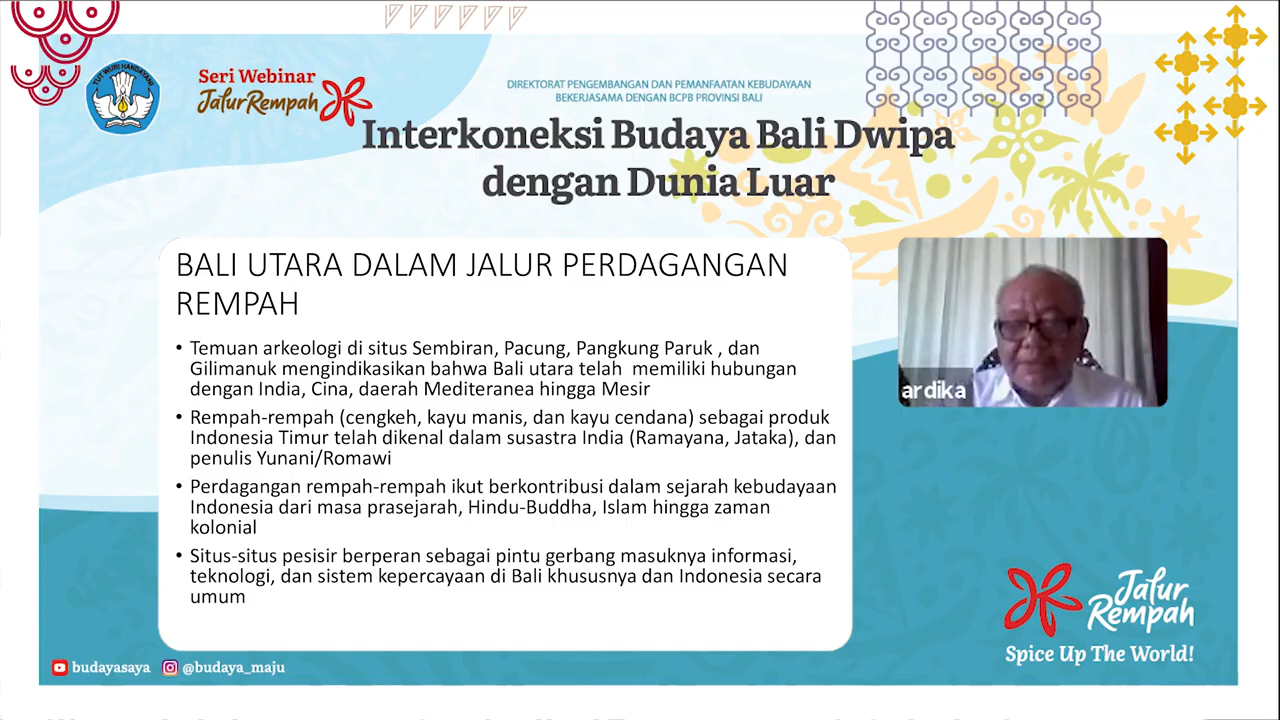 TUT WURI HANDAYANI
Seri Webinar
Jalur Rempah
DIREKTORAT PENGEMBANGAN DAN PEMANFAATAN KEBUDAYAAN
BEKERJASAMA DENGAN BCPB PROVINSI BALI
Interkoneksi Budaya Bali Dwipa
dengan Dunia Luar
BALI UTARA DALAM JALUR PERDAGANGAN
REMPAH
• Temuan arkeologi di situs Sembiran, Pacung, Pangkung Paruk , dan
Gilimanuk mengindikasikan bahwa Bali utara telah memiliki hubungan
dengan India, Cina, daerah Mediteranea hingga Mesir
• Rempah-rempah (cengkeh, kayu manis, dan kayu cendana) sebagai produk
Indonesia Timur telah dikenal dalam susastra India (Ramayana, Jataka), dan
penulis Yunani/Romawi
• Perdagangan rempah-rempah ikut berkontribusi dalam sejarah kebudayaan
Indonesia dari masa prasejarah, Hindu-Buddha, Islam hingga zaman
kolonial
• Situs-situs pesisir berperan sebagai pintu gerbang masuknya informasi,
teknologi, dan sistem kepercayaan di Bali khususnya dan Indonesia secara
umum
ardika
Jalur
Rempah
Spice Up The World!
budayasaya @budaya_maju